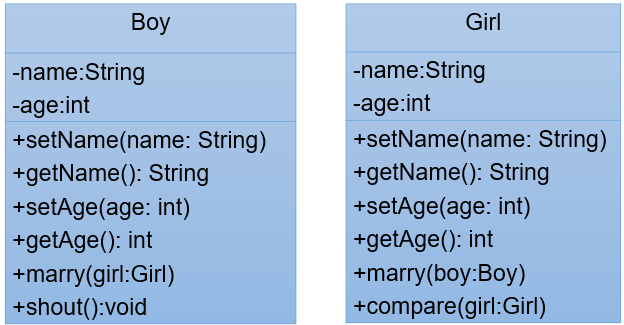 Boy
-name:String
-age:int
+setName(name: String)
+getName(): String
+setAge(age: int)
+getAge(): int
+marry(girl:Girl)
+shout():void
Girl
-name:String
-age:int
+setName(name: String)
+getName(): String
+setAge(age: int)
+getAge(): int
+marry(boy:Boy)
+compare(girl:Girl)